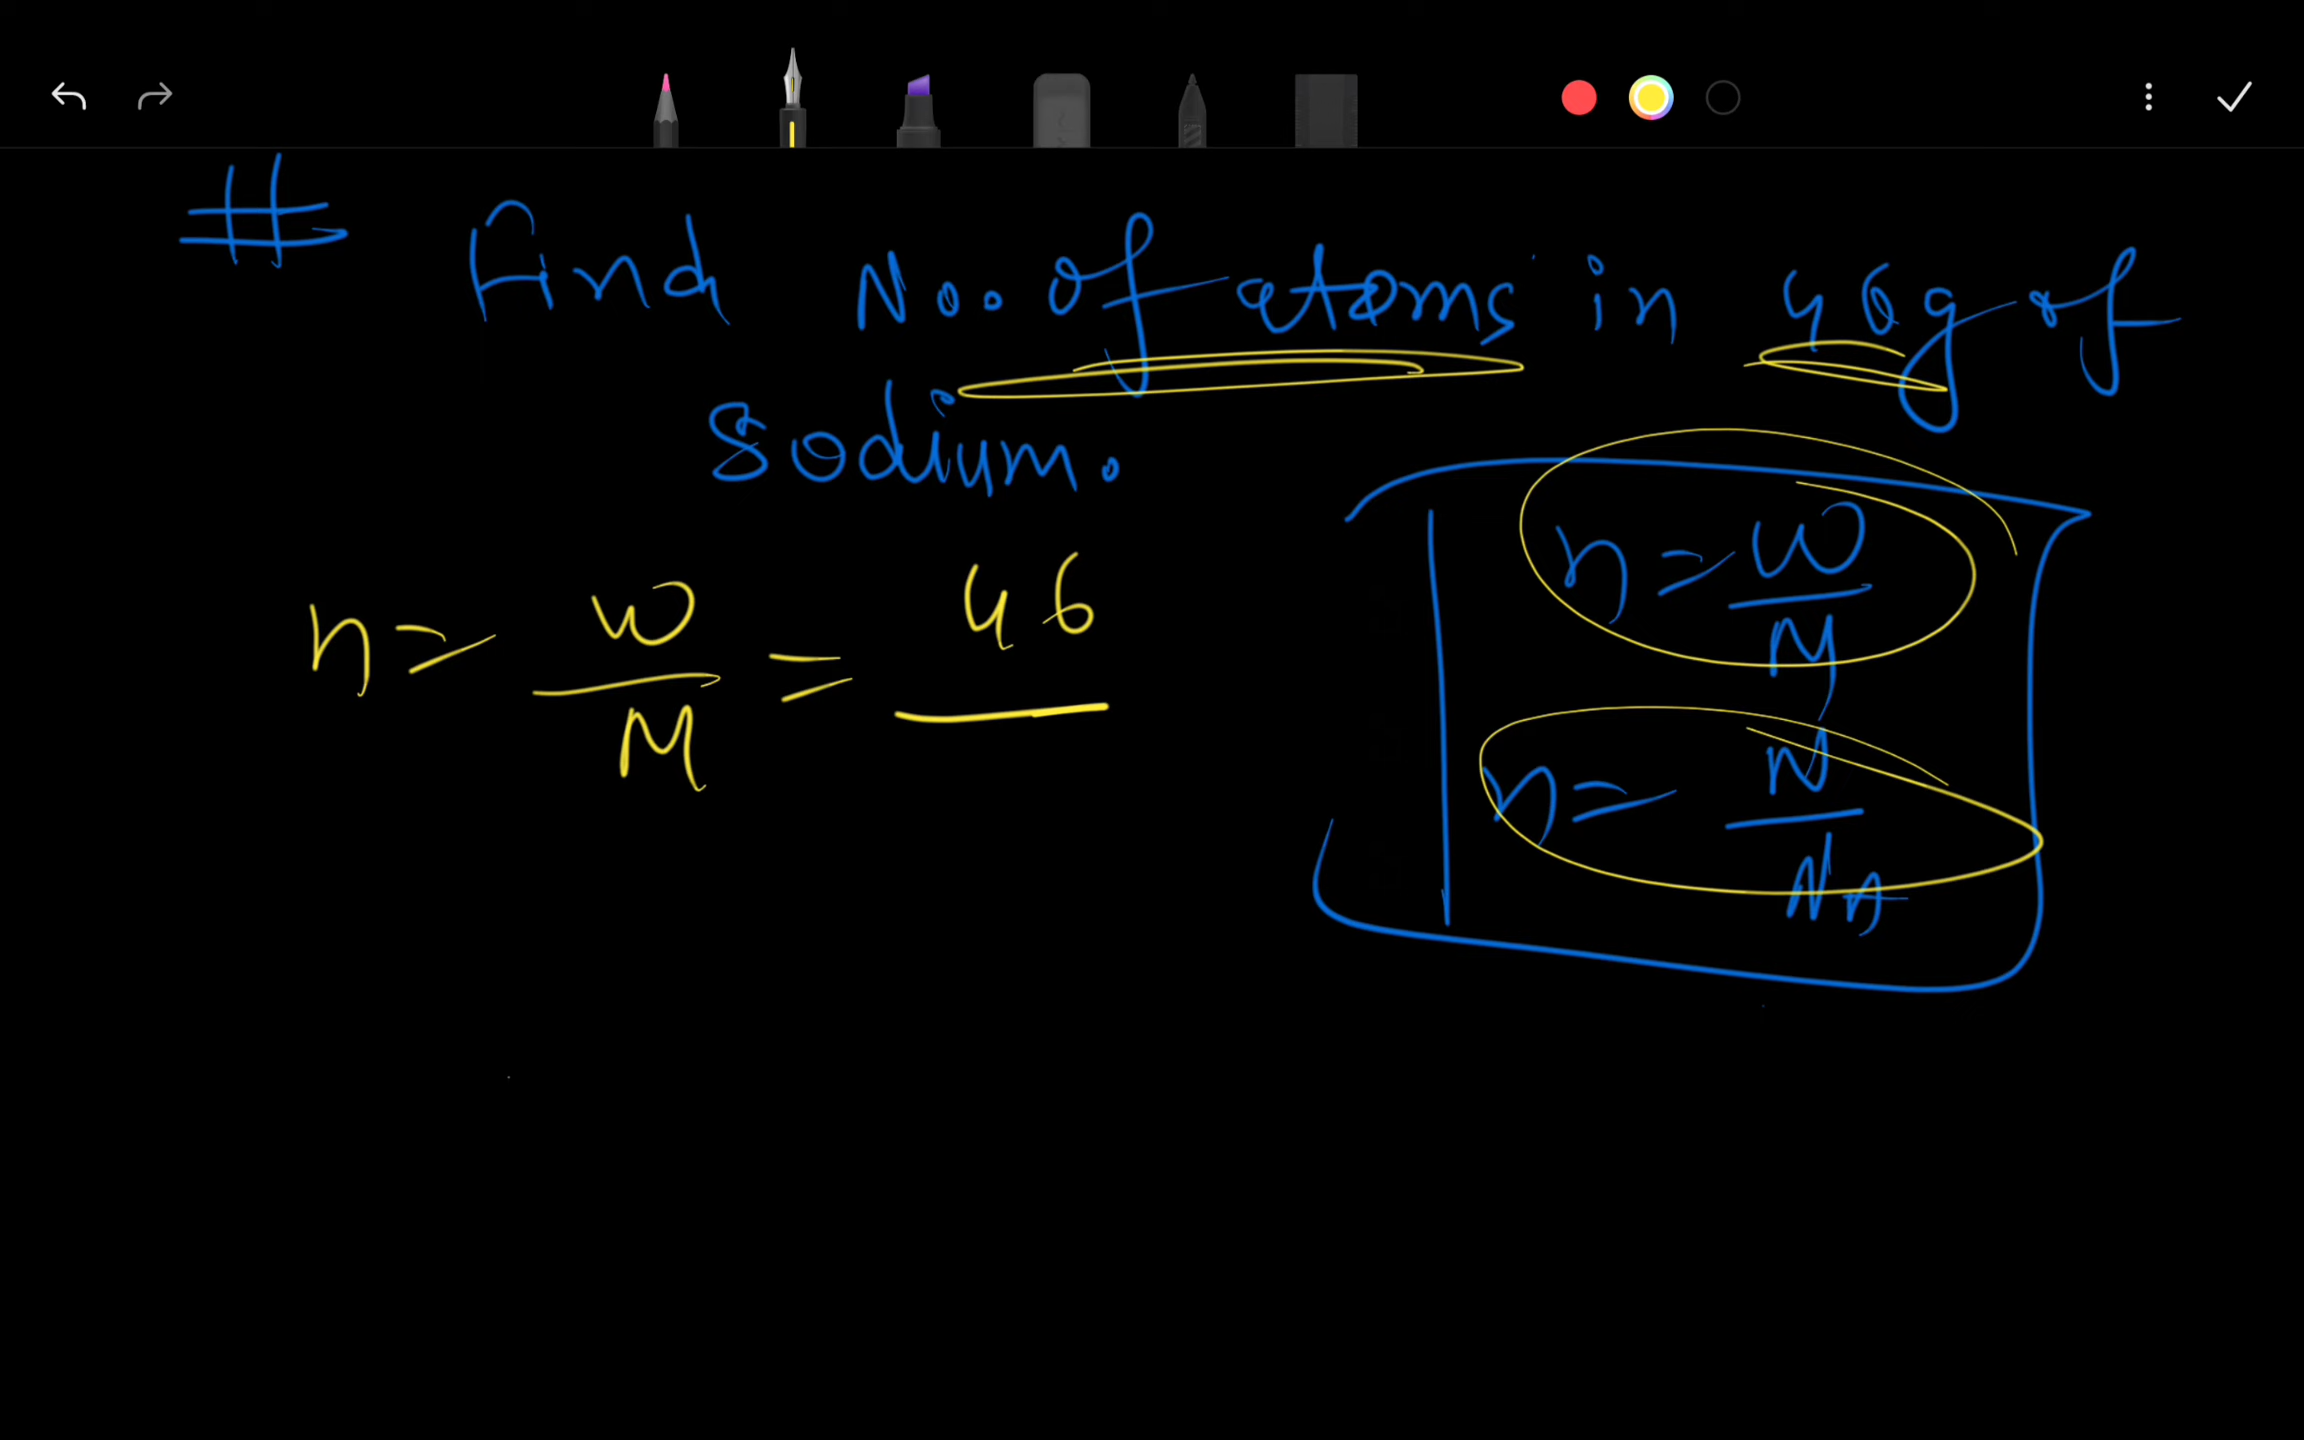 # Find No. of atoms in 46g of
Sodium.
n = w/M = 46/
n = w/M
n = N/NA